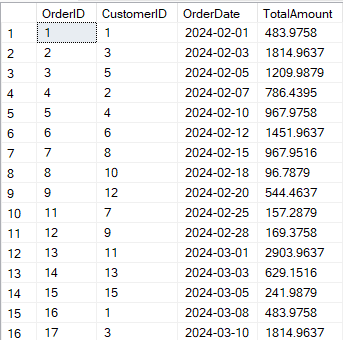 OrderID CustomerID OrderDate TotalAmount
1 1 1 2024-02-01 483.9758
2 2 3 2024-02-03 1814.9637
3 3 5 2024-02-05 1209.9879
4 4 2 2024-02-07 786.4395
5 5 4 2024-02-10 967.9758
6 6 6 2024-02-12 1451.9637
7 7 8 2024-02-15 967.9516
8 8 10 2024-02-18 96.7879
9 9 12 2024-02-20 544.4637
10 11 7 2024-02-25 157.2879
11 12 9 2024-02-28 169.3758
12 13 11 2024-03-01 2903.9637
13 14 13 2024-03-03 629.1516
14 15 15 2024-03-05 241.9879
15 16 1 2024-03-08 483.9758
16 17 3 2024-03-10 1814.9637